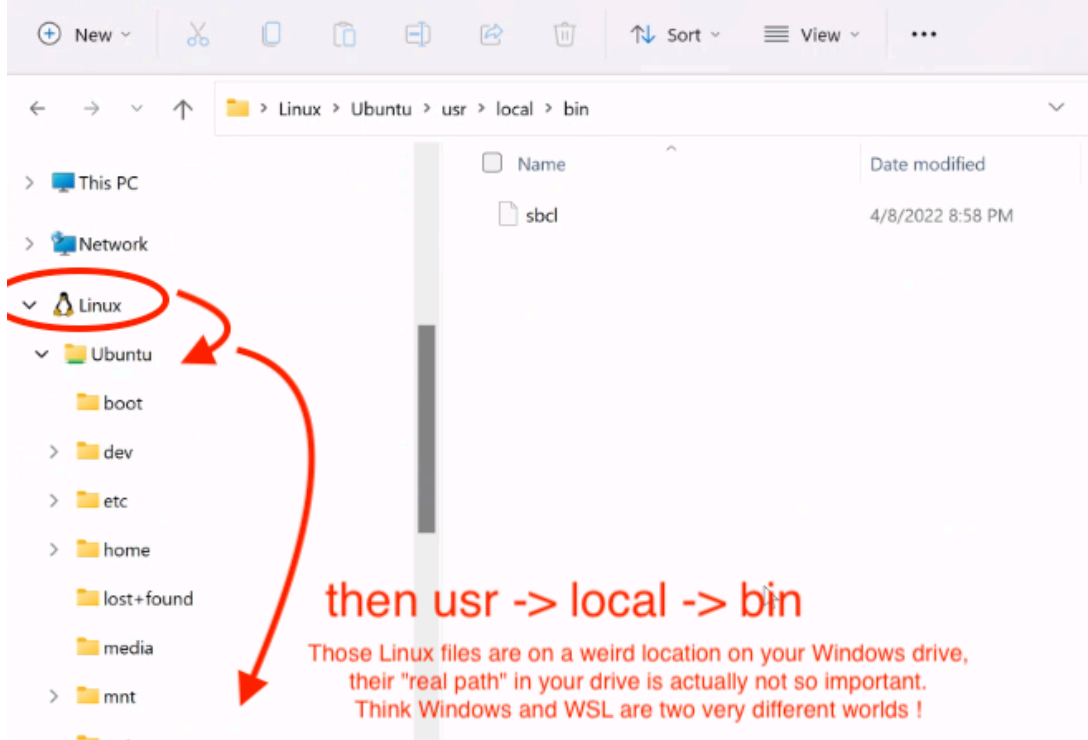 New Sort View •••
Linux > Ubuntu > usr > local > bin
Name Date modified
This PC
sbcl 4/8/2022 8:58 PM
Network
Linux
Ubuntu
boot
dev
etc
home
lost+found
media
mnt
then usr -> local -> bin
Those Linux files are on a weird location on your Windows drive,
their "real path" in your drive is actually not so important.
Think Windows and WSL are two very different worlds !